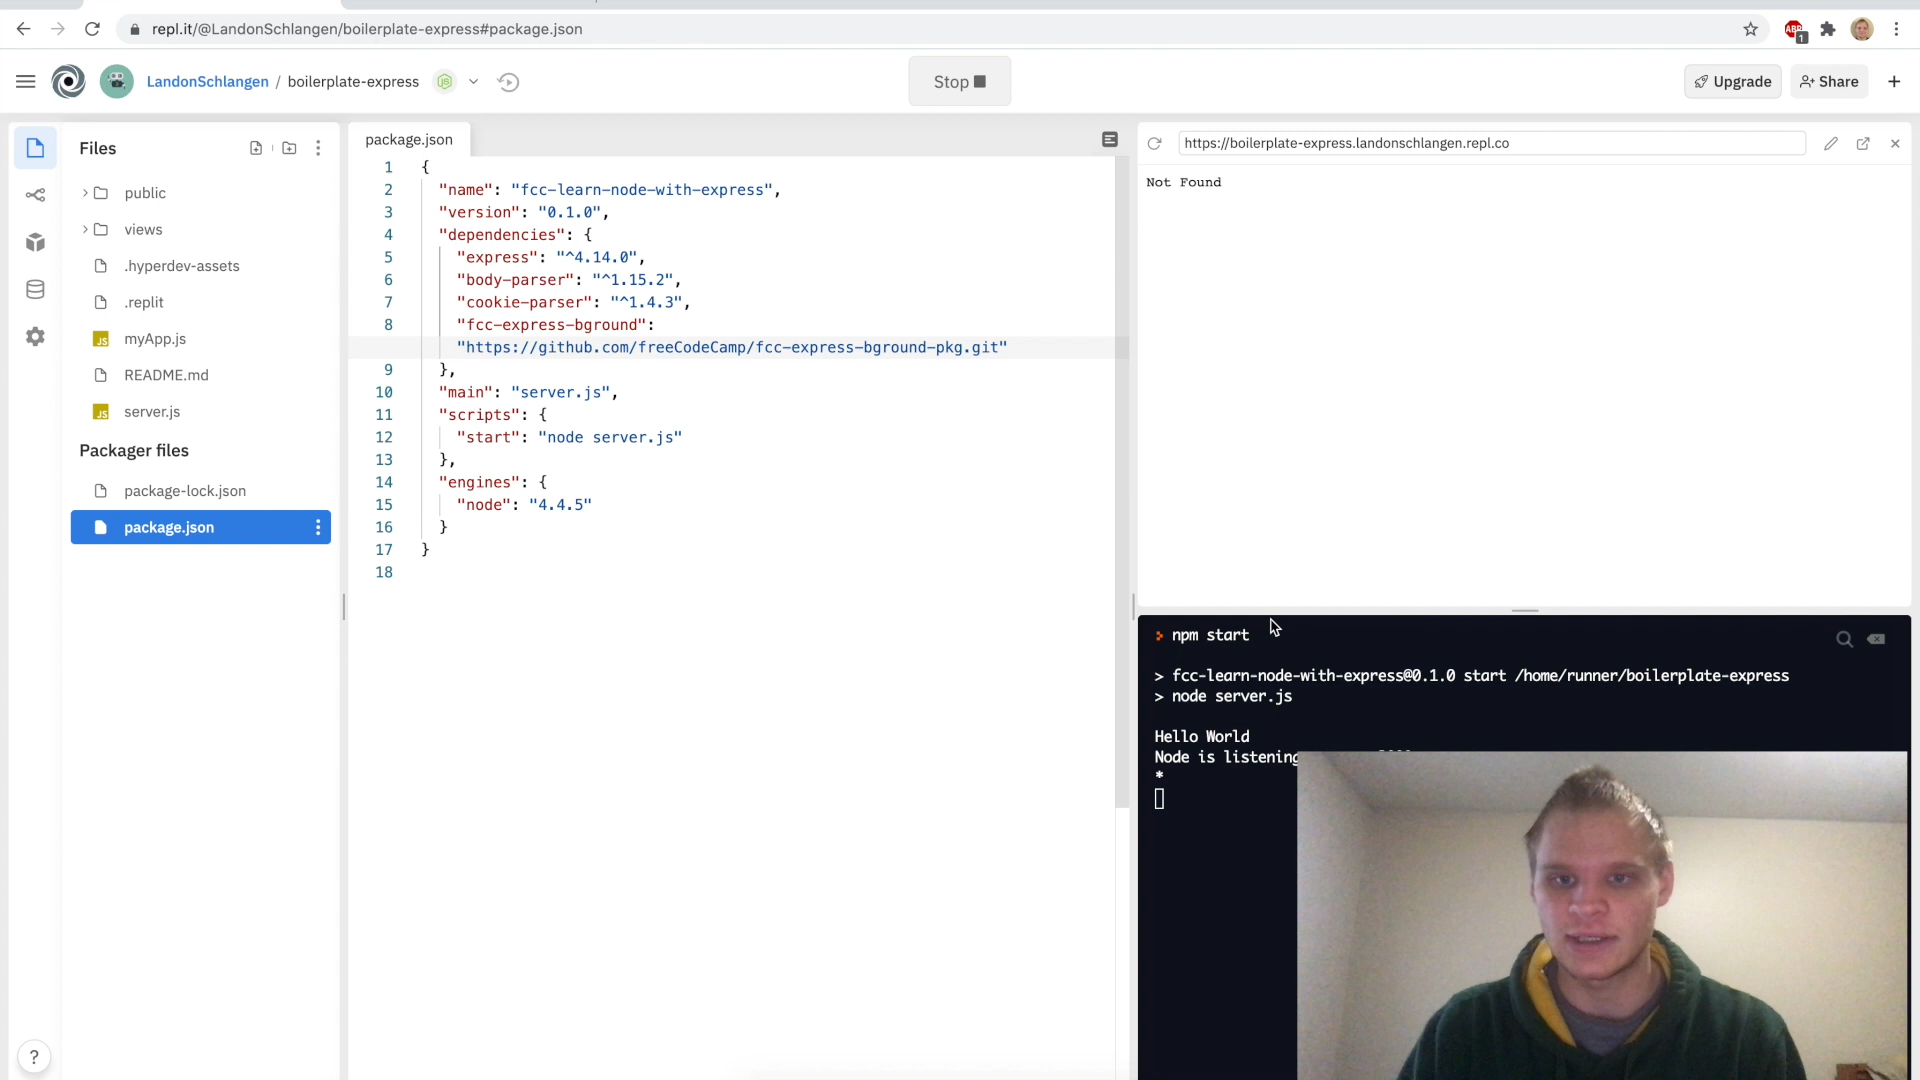 repl.it/@LandonSchlangen/boilerplate-express#package.json
ABP
1
LandonSchlangen / boilerplate-express
JS
Stop
Upgrade
Share
Files
public
views
.hyperdev-assets
.replit
JS myApp.js
README.md
JS server.js
Packager files
package-lock.json
package.json
?
package.json
1 {
2 "name": "fcc-learn-node-with-express",
3 "version": "0.1.0",
4 "dependencies": {
5 "express": "^4.14.0",
6 "body-parser": "^1.15.2",
7 "cookie-parser": "^1.4.3",
8 "fcc-express-bground":
"https://github.com/freeCodeCamp/fcc-express-bground-pkg.git"
9 },
10 "main": "server.js",
11 "scripts": {
12 "start": "node server.js"
13 },
14 "engines": {
15 "node": "4.4.5"
16 }
17 }
18
https://boilerplate-express.landonschlangen.repl.co
Not Found
npm start
> fcc-learn-node-with-express@0.1.0 start /home/runner/boilerplate-express
> node server.js
Hello World
Node is listening
*